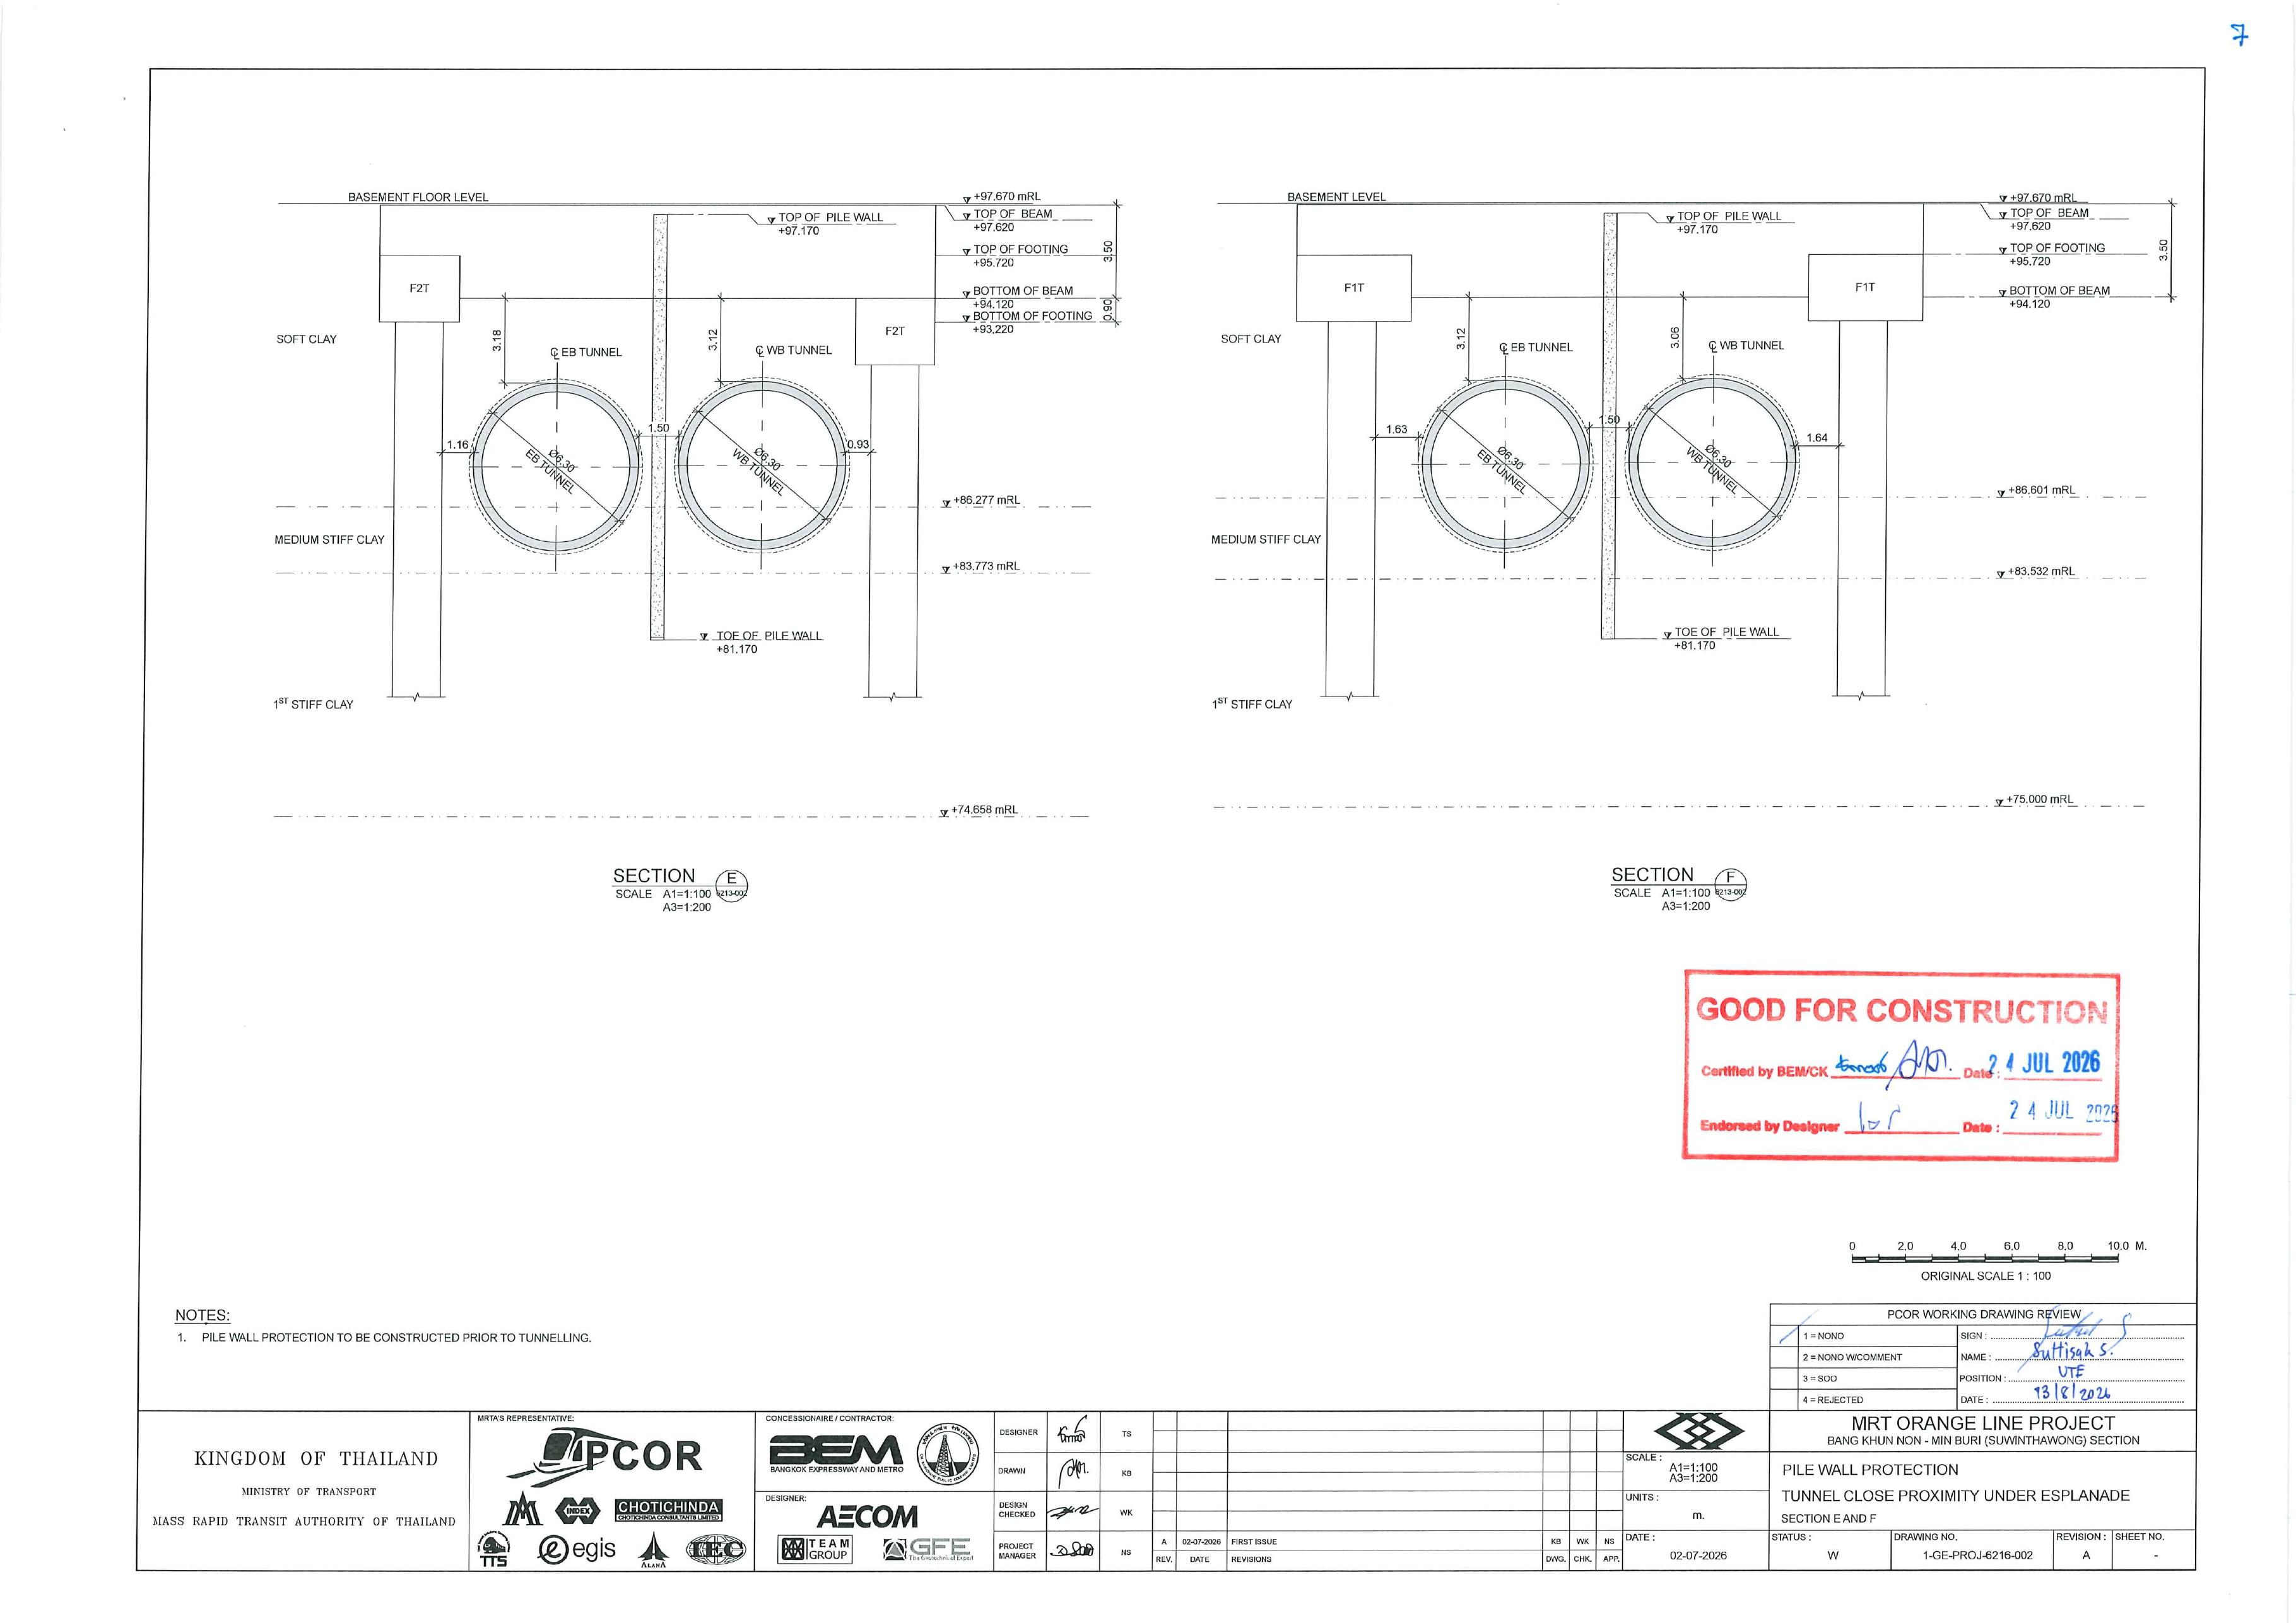 7
BASEMENT FLOOR LEVEL
+97.670 mRL
TOP OF PILE WALL
+97.170
TOP OF BEAM
+97.620
TOP OF FOOTING
+95.720
3.50
F2T
BOTTOM OF BEAM
+94.120
BOTTOM OF FOOTING
+93.220
0.90
F2T
SOFT CLAY
3.18
3.12
℄ EB TUNNEL
℄ WB TUNNEL
1.16
1.50
0.93
Ø6.30
EB TUNNEL
Ø6.30
WB TUNNEL
+86.277 mRL
MEDIUM STIFF CLAY
+83.773 mRL
TOE OF PILE WALL
+81.170
1ST STIFF CLAY
+74.658 mRL
SECTION E
SCALE A1=1:100 6213-002
A3=1:200
BASEMENT LEVEL
+97.670 mRL
TOP OF PILE WALL
+97.170
TOP OF BEAM
+97.620
TOP OF FOOTING
+95.720
3.50
F1T
F1T
BOTTOM OF BEAM
+94.120
SOFT CLAY
3.12
3.06
℄ EB TUNNEL
℄ WB TUNNEL
1.63
1.50
1.64
Ø6.30
EB TUNNEL
Ø6.30
WB TUNNEL
+86.601 mRL
MEDIUM STIFF CLAY
+83.532 mRL
TOE OF PILE WALL
+81.170
1ST STIFF CLAY
+75.000 mRL
SECTION F
SCALE A1=1:100 6213-002
A3=1:200
GOOD FOR CONSTRUCTION
Certified by BEM/CK Date : 24 JUL 2026
Endorsed by Designer Date : 24 JUL 2026
0 2.0 4.0 6.0 8.0 10.0 M.
ORIGINAL SCALE 1 : 100
NOTES:
1. PILE WALL PROTECTION TO BE CONSTRUCTED PRIOR TO TUNNELLING.
PCOR WORKING DRAWING REVIEW
1 = NONO
2 = NONO W/COMMENT
3 = SOO
4 = REJECTED
SIGN :
NAME : Suttisak S.
POSITION : UTE
DATE : 13/8/2026
KINGDOM OF THAILAND
MINISTRY OF TRANSPORT
MASS RAPID TRANSIT AUTHORITY OF THAILAND
MRTA'S REPRESENTATIVE:
PCOR
INDEX
CHOTICHINDA
CHOTICHINDA CONSULTANTS LIMITED
TTS
egis
ALMHA
IEC
CONCESSIONAIRE / CONTRACTOR:
BEM
BANGKOK EXPRESSWAY AND METRO
DESIGNER:
AECOM
TEAM GROUP
GFE
The Geotechnical Expert
DESIGNER TS
DRAWN KB
DESIGN CHECKED WK
PROJECT MANAGER NS
A 02-07-2026 FIRST ISSUE KB WK NS
REV. DATE REVISIONS DWG. CHK. APP.
SCALE :
A1=1:100
A3=1:200
UNITS :
m.
DATE :
02-07-2026
MRT ORANGE LINE PROJECT
BANG KHUN NON - MIN BURI (SUWINTHAWONG) SECTION
PILE WALL PROTECTION
TUNNEL CLOSE PROXIMITY UNDER ESPLANADE
SECTION E AND F
STATUS :
W
DRAWING NO.
1-GE-PROJ-6216-002
REVISION :
A
SHEET NO.
-